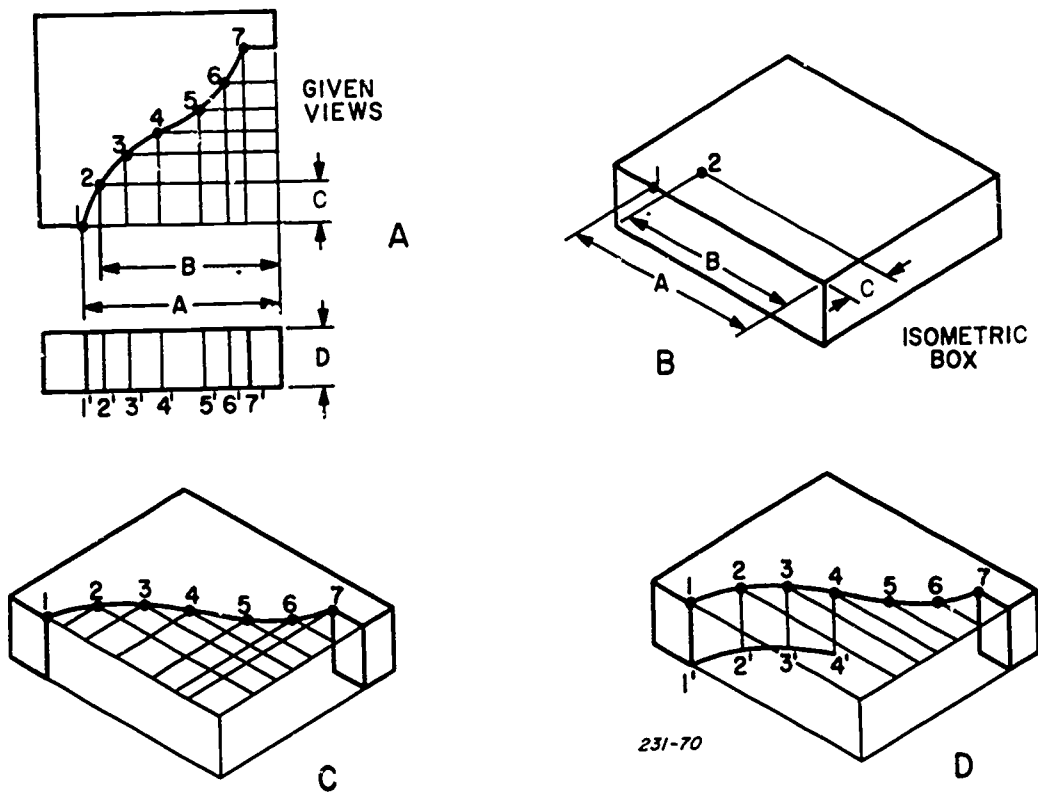 7
6
GIVEN
VIEWS
5
4
3
2
1
C
A
B
A
D
1' 2' 3' 4' 5' 6' 7'
1
2
B
A
C
B
ISOMETRIC
BOX
1 2 3 4 5 6 7
C
1 2 3 4 5 6 7
1' 2' 3' 4'
231-70
D